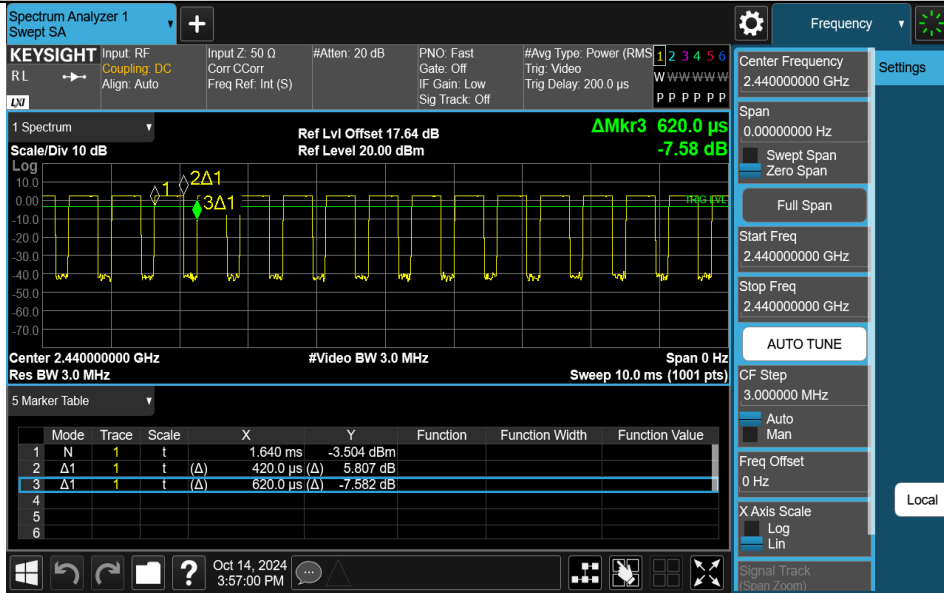 Spectrum Analyzer 1
Swept SA
+
Frequency
KEYSIGHT
R L
LXI
Input: RF
Coupling: DC
Align: Auto
Input Z: 50 Ω
Corr CCorr
Freq Ref: Int (S)
#Atten: 20 dB
PNO: Fast
Gate: Off
IF Gain: Low
Sig Track: Off
#Avg Type: Power (RMS
Trig: Video
Trig Delay: 200.0 µs
1 2 3 4 5 6
W W W W W W
P P P P P P
1 Spectrum
Scale/Div 10 dB
Ref Lvl Offset 17.64 dB
Ref Level 20.00 dBm
ΔMkr3 620.0 µs
-7.58 dB
Log
10.0
0.00
-10.0
-20.0
-30.0
-40.0
-50.0
-60.0
-70.0
1
2Δ1
3Δ1
TRIG LVL
Center 2.440000000 GHz
#Video BW 3.0 MHz
Span 0 Hz
Res BW 3.0 MHz
Sweep 10.0 ms (1001 pts)
5 Marker Table
Mode Trace Scale X Y Function Function Width Function Value
1 N 1 t 1.640 ms -3.504 dBm
2 Δ1 1 t (Δ) 420.0 µs (Δ) 5.807 dB
3 Δ1 1 t (Δ) 620.0 µs (Δ) -7.582 dB
4
5
6
?
Oct 14, 2024
3:57:00 PM
Center Frequency
2.440000000 GHz
Span
0.00000000 Hz
Swept Span
Zero Span
Full Span
Start Freq
2.440000000 GHz
Stop Freq
2.440000000 GHz
AUTO TUNE
CF Step
3.000000 MHz
Auto
Man
Freq Offset
0 Hz
X Axis Scale
Log
Lin
Signal Track
(Span Zoom)
Settings
Local